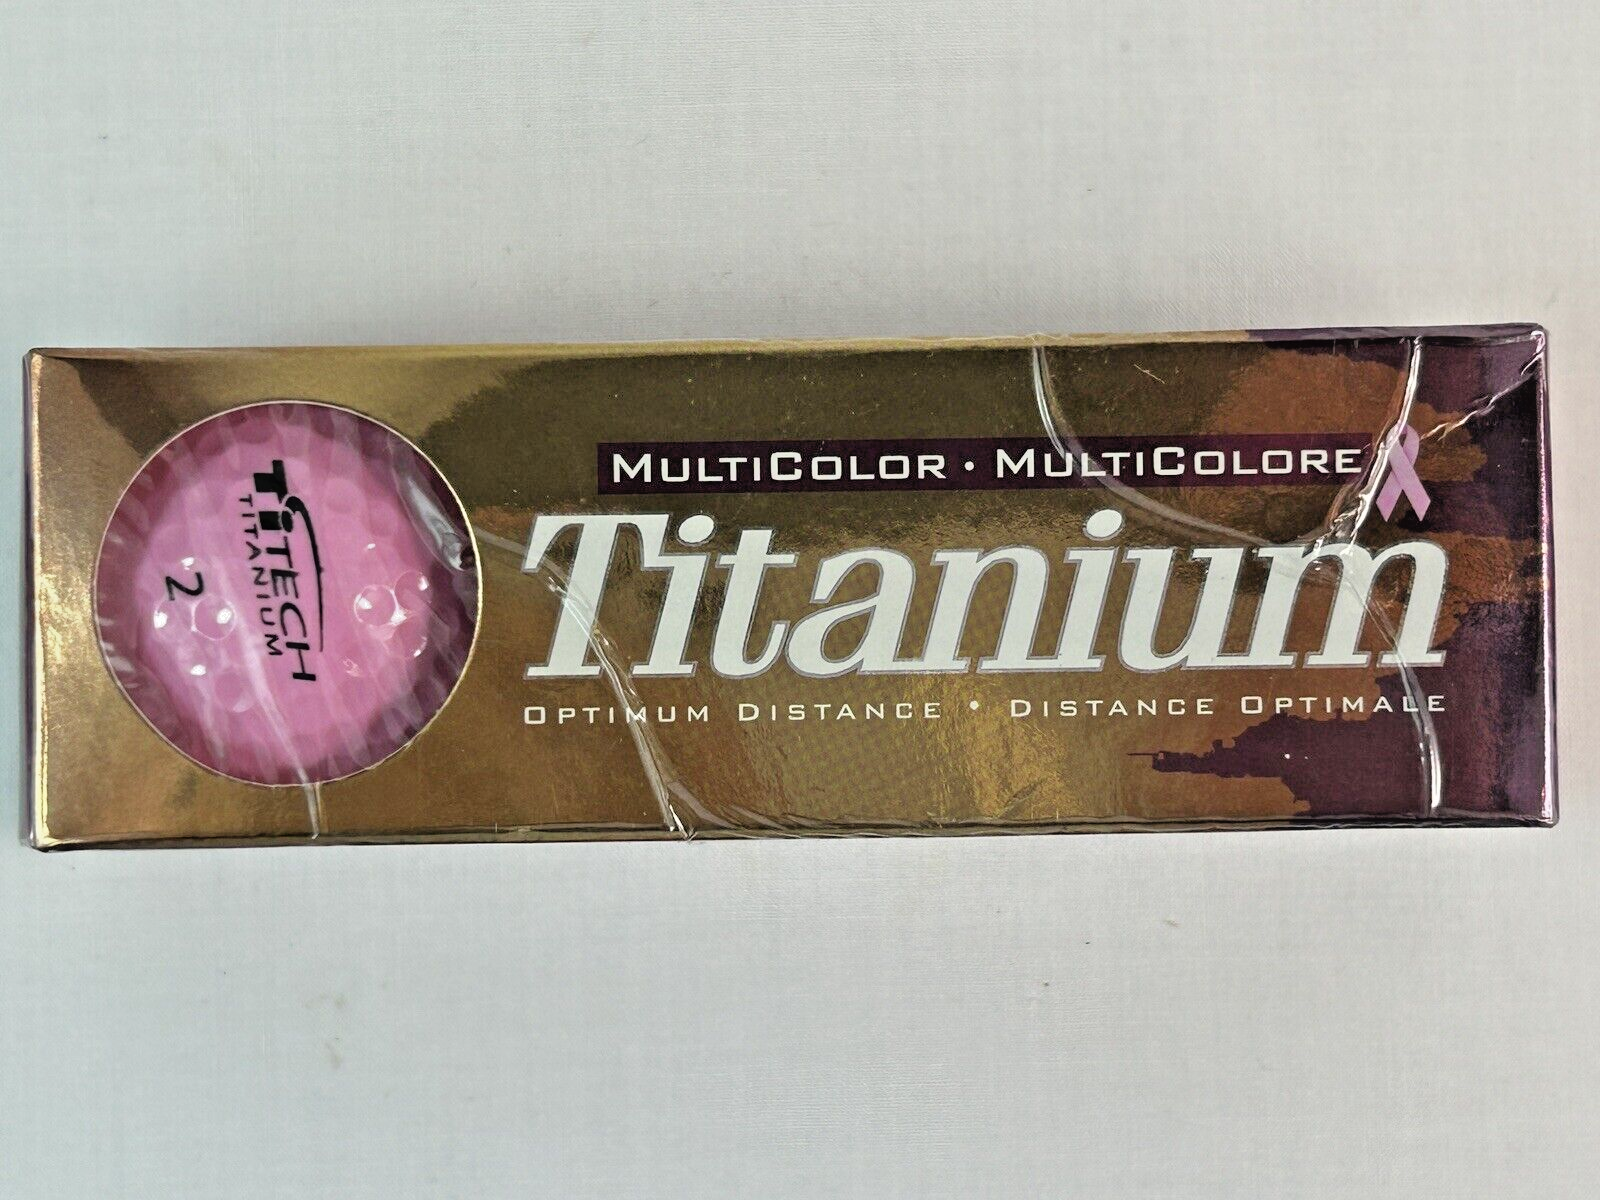 TiTECH
TITANIUM
2
MULTICOLOR • MULTICOLORE
Titanium
OPTIMUM DISTANCE • DISTANCE OPTIMALE